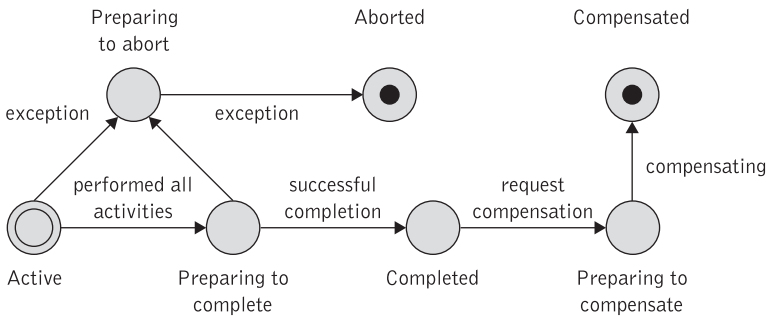 Preparing
to abort
Aborted
Compensated
exception
exception
performed all
activities
successful
completion
request
compensation
compensating
Active
Preparing to
complete
Completed
Preparing to
compensate